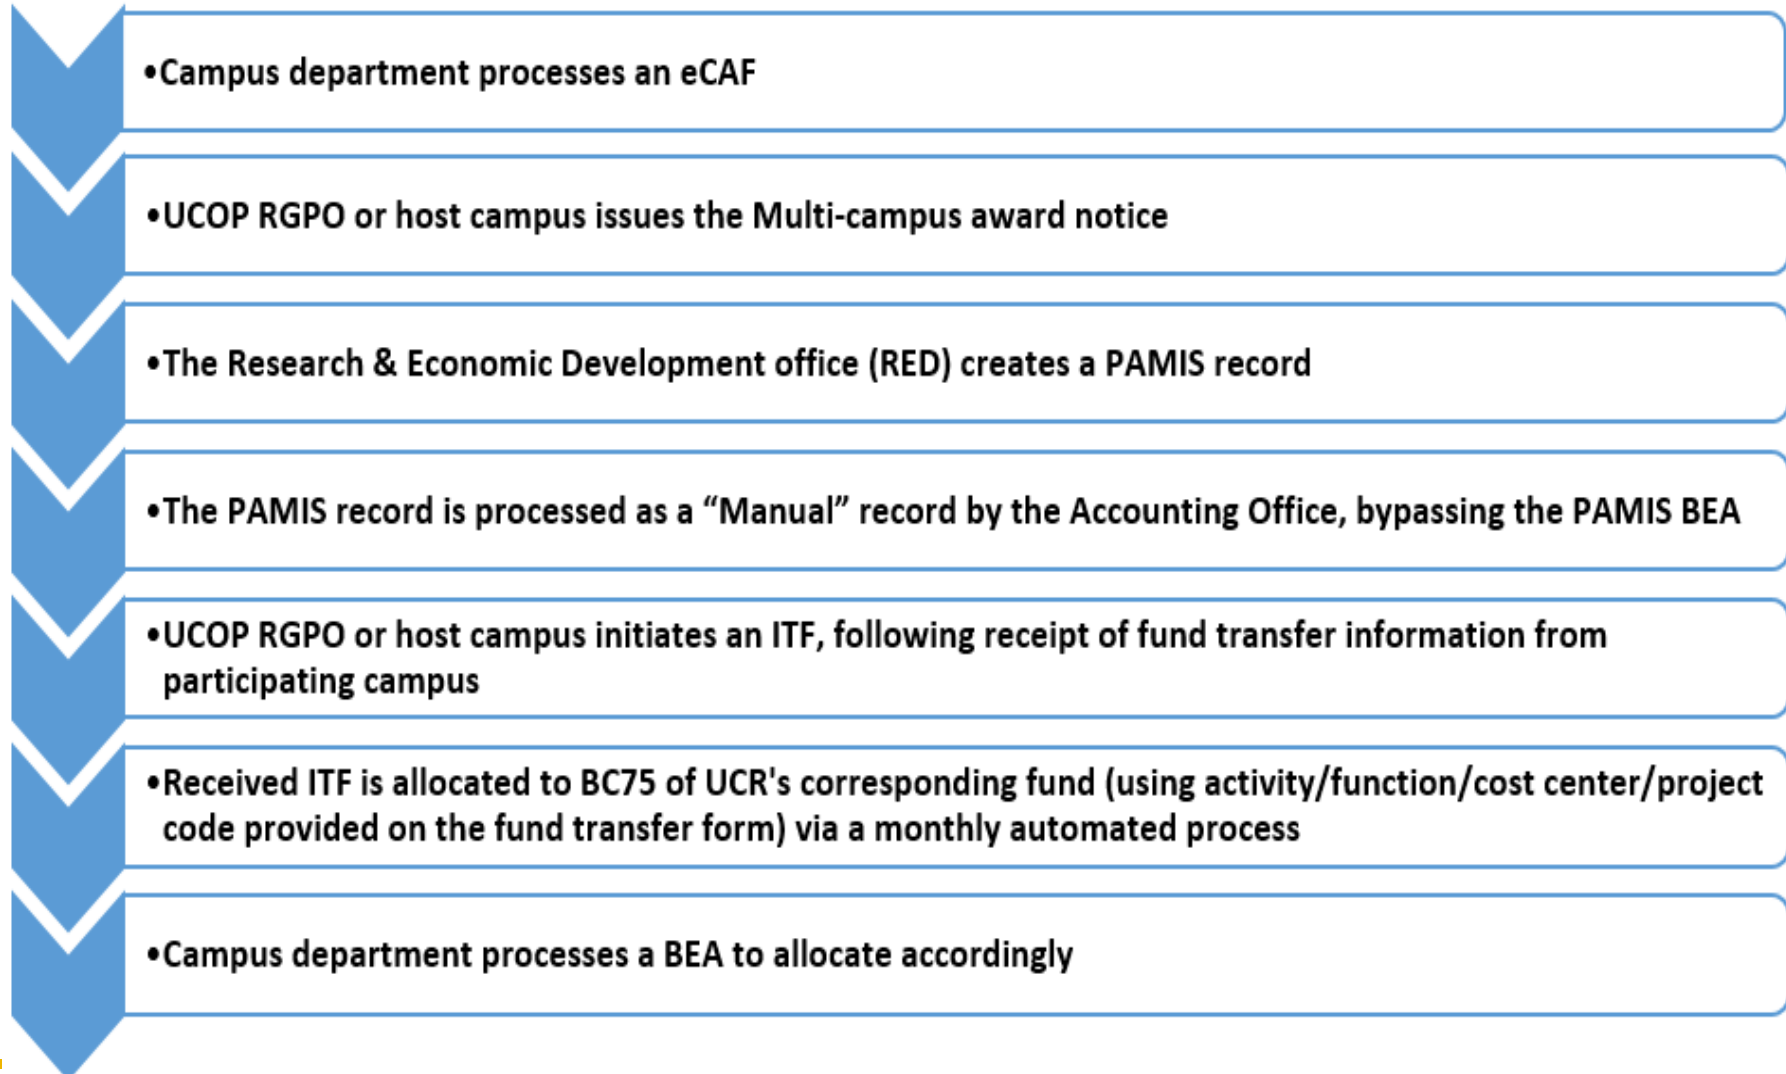 •Campus department processes an eCAF
•UCOP RGPO or host campus issues the Multi-campus award notice
•The Research & Economic Development office (RED) creates a PAMIS record
•The PAMIS record is processed as a “Manual” record by the Accounting Office, bypassing the PAMIS BEA
•UCOP RGPO or host campus initiates an ITF, following receipt of fund transfer information from
participating campus
•Received ITF is allocated to BC75 of UCR's corresponding fund (using activity/function/cost center/project
code provided on the fund transfer form) via a monthly automated process
•Campus department processes a BEA to allocate accordingly